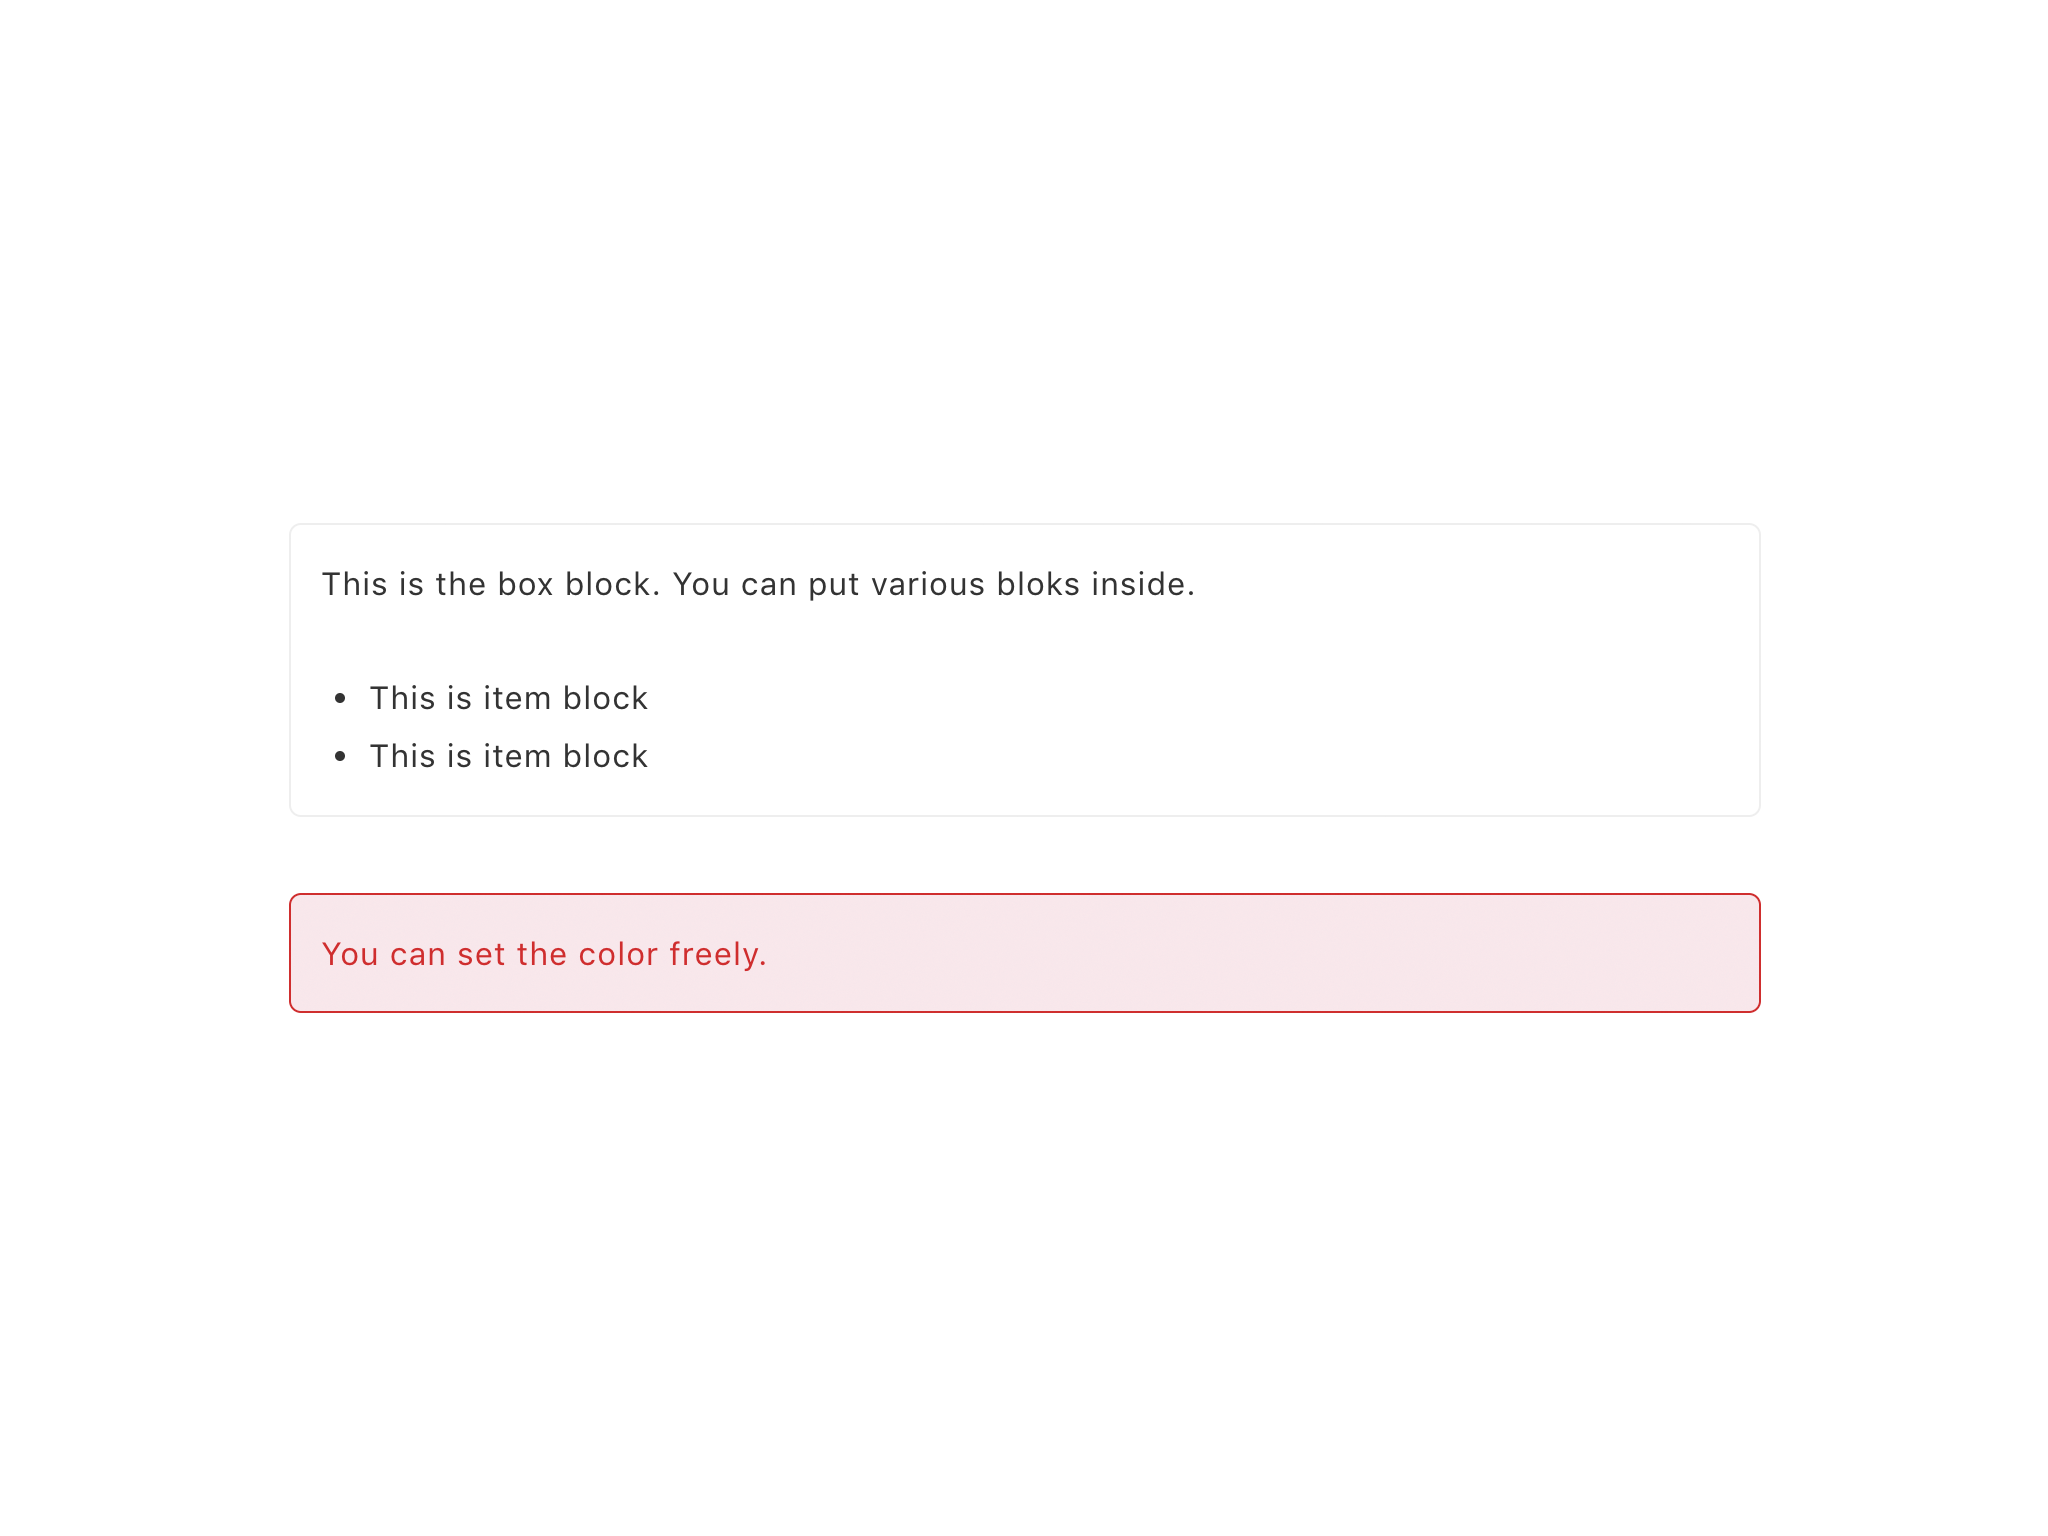 This is the box block. You can put various bloks inside.
• This is item block
• This is item block
You can set the color freely.